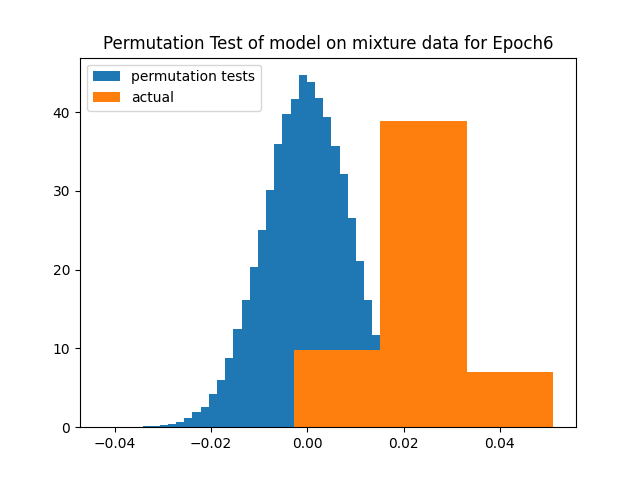 Permutation Test of model on mixture data for Epoch6
permutation tests
actual
40
30
20
10
0
−0.04 −0.02 0.00 0.02 0.04